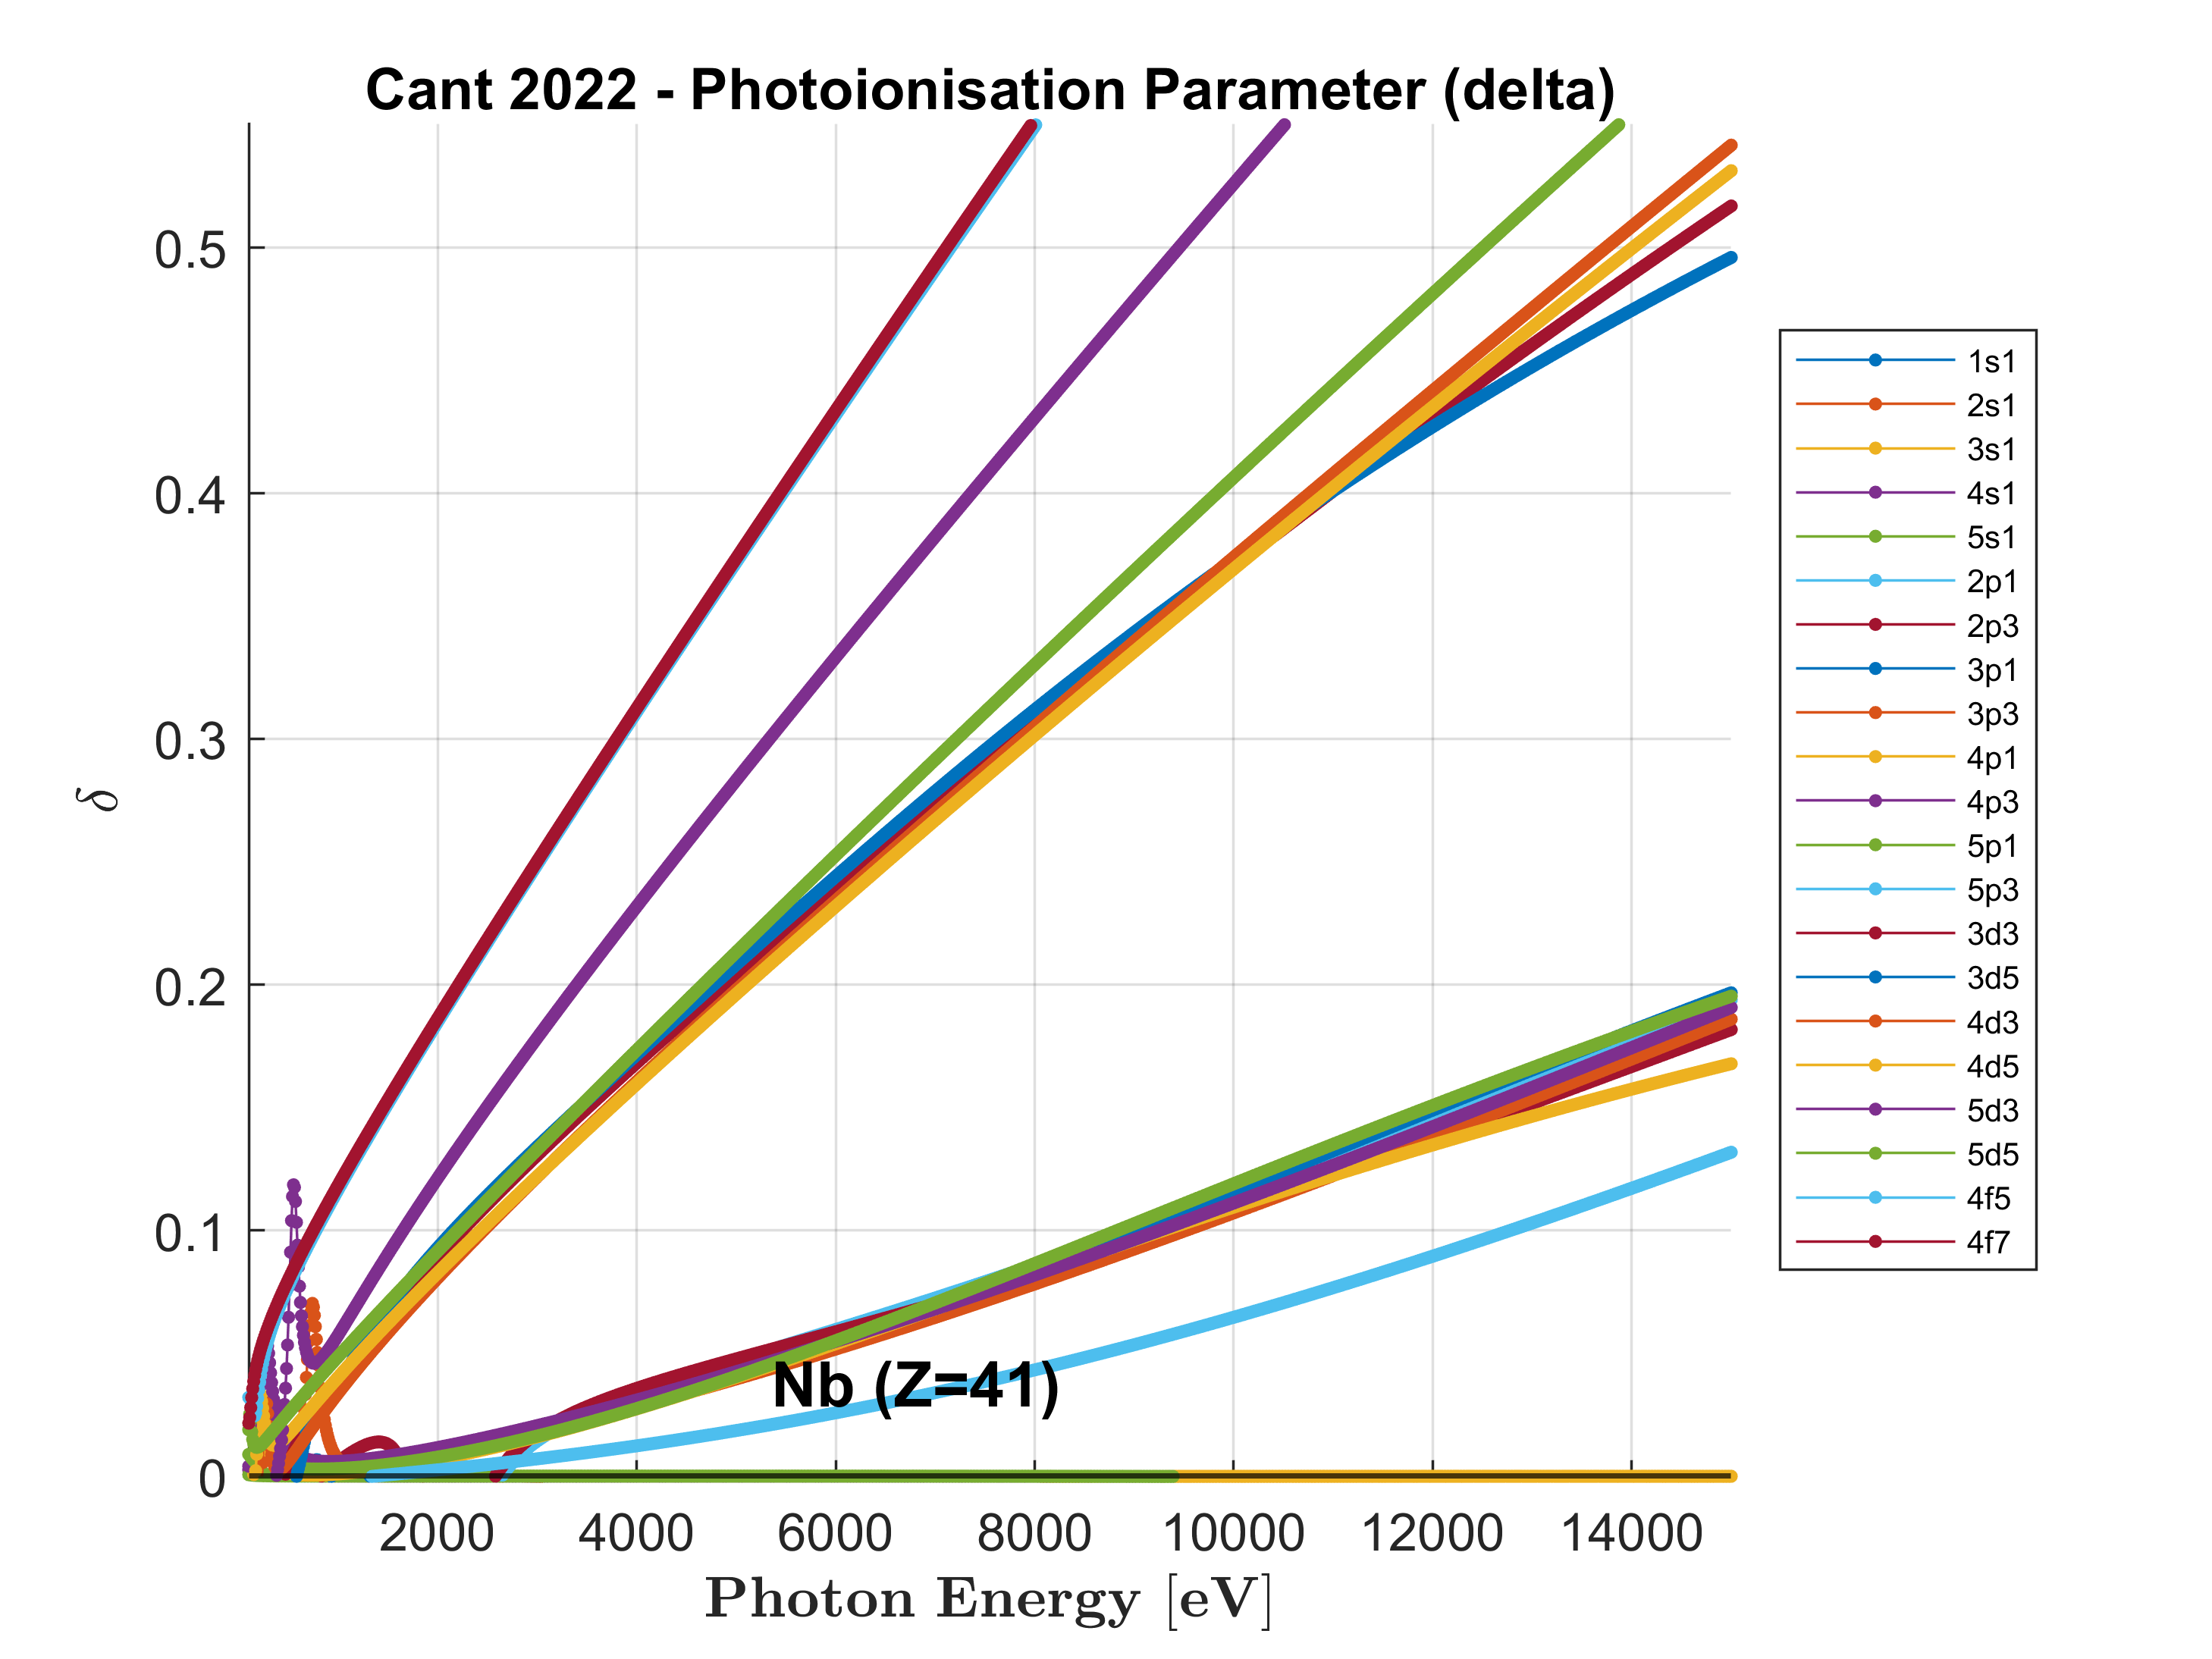 Cant 2022 - Photoionisation Parameter (delta)
0.5
0.4
0.3
0.2
0.1
0
δ
Nb (Z=41)
2000 4000 6000 8000 10000 12000 14000
Photon Energy [eV]
1s1
2s1
3s1
4s1
5s1
2p1
2p3
3p1
3p3
4p1
4p3
5p1
5p3
3d3
3d5
4d3
4d5
5d3
5d5
4f5
4f7